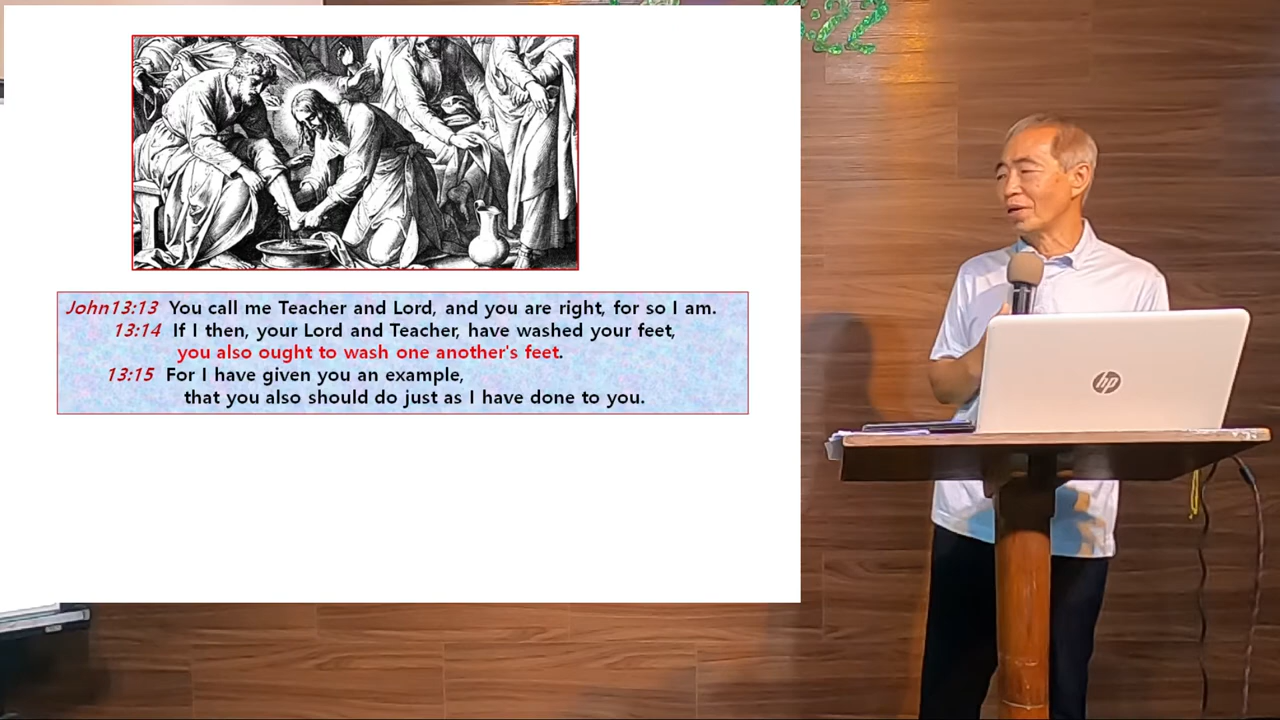 22
John13:13 You call me Teacher and Lord, and you are right, for so I am.
13:14 If I then, your Lord and Teacher, have washed your feet,
you also ought to wash one another's feet.
13:15 For I have given you an example,
that you also should do just as I have done to you.
hp